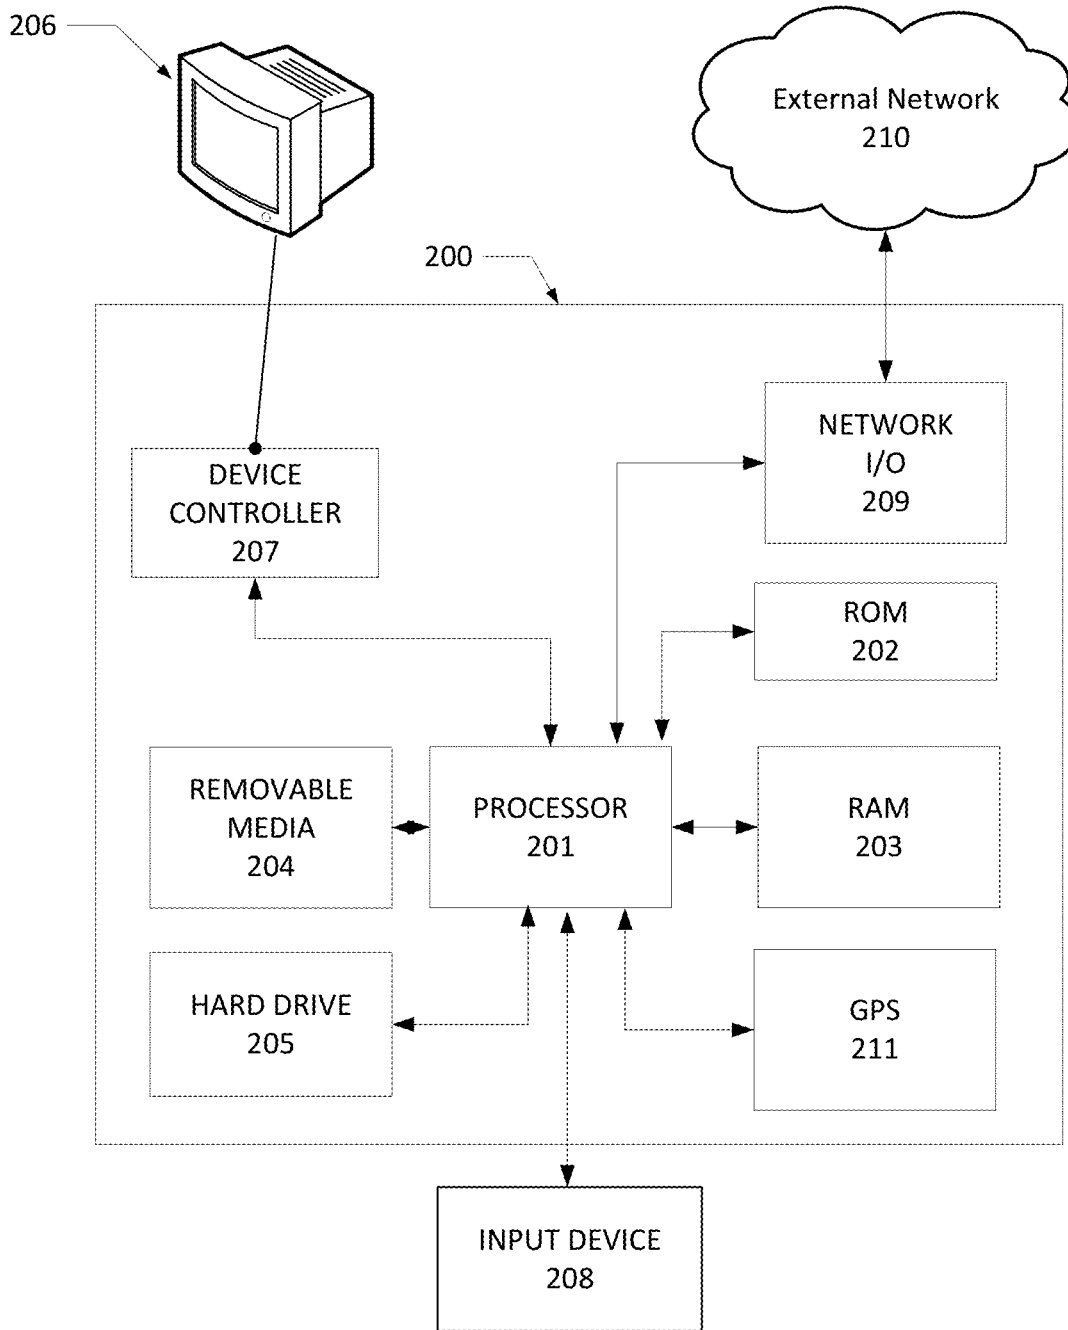 206
External Network
210
200
NETWORK
I/O
209
DEVICE
CONTROLLER
207
ROM
202
REMOVABLE
MEDIA
204
PROCESSOR
201
RAM
203
HARD DRIVE
205
GPS
211
INPUT DEVICE
208